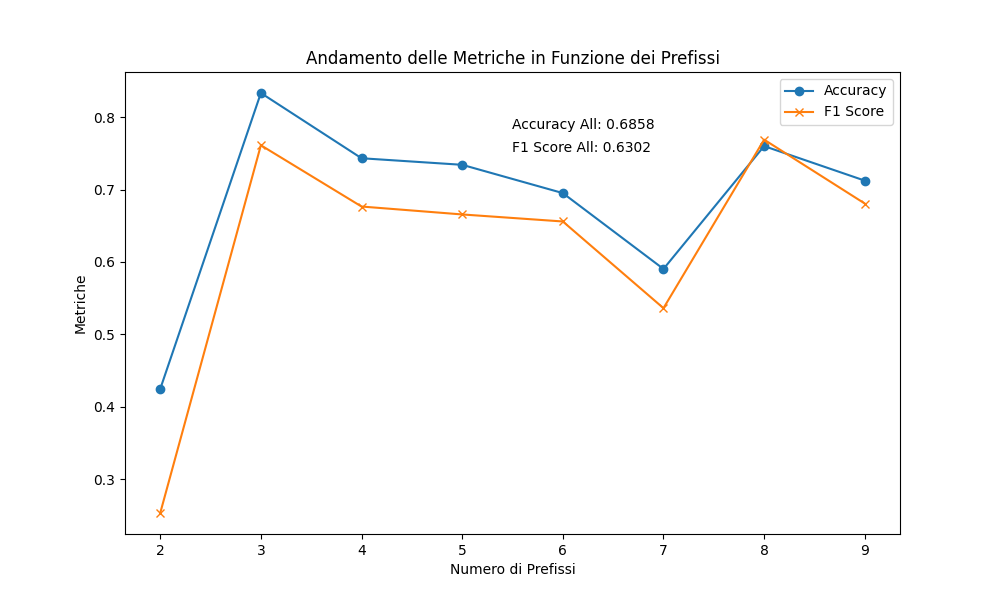 Andamento delle Metriche in Funzione dei Prefissi
Accuracy
F1 Score
Accuracy All: 0.6858
F1 Score All: 0.6302
Metriche
0.8
0.7
0.6
0.5
0.4
0.3
2 3 4 5 6 7 8 9
Numero di Prefissi